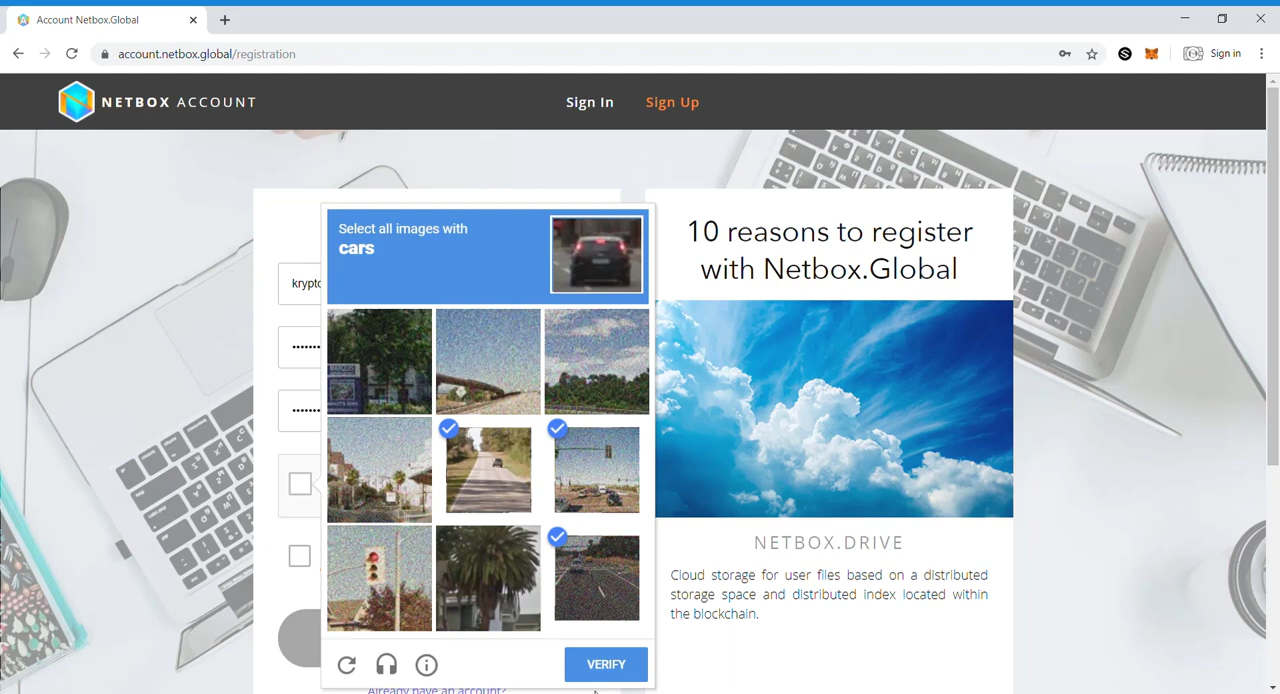 Account Netbox.Global
account.netbox.global/registration
Sign in
NETBOX ACCOUNT
Sign In
Sign Up
Select all images with
cars
krypto
10 reasons to register
with Netbox.Global
NETBOX.DRIVE
Cloud storage for user files based on a distributed
storage space and distributed index located within
the blockchain.
VERIFY
Already have an account?